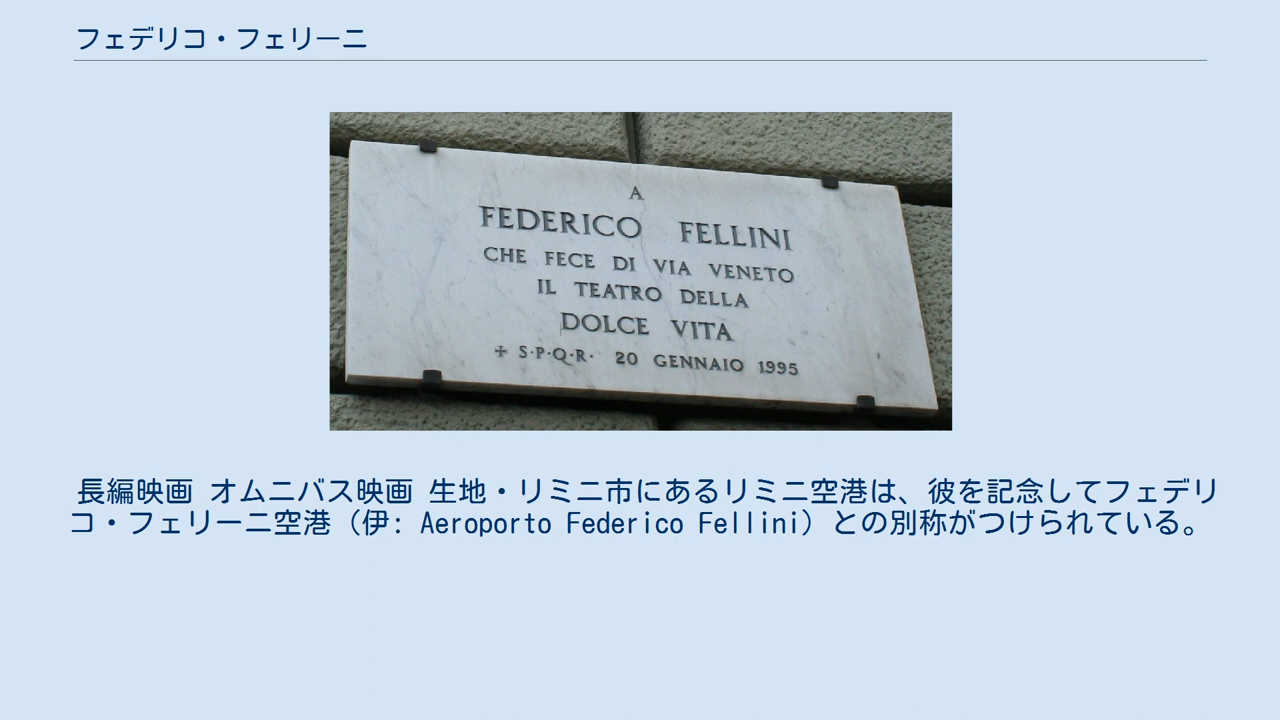 フェデリコ・フェリーニ
A
FEDERICO FELLINI
CHE FECE DI VIA VENETO
IL TEATRO DELLA
DOLCE VITA
+ S·P·Q·R· 20 GENNAIO 1995
長編映画 オムニバス映画 生地・リミニ市にあるリミニ空港は、彼を記念してフェデリ
コ・フェリーニ空港（伊: Aeroporto Federico Fellini）との別称がつけられている。